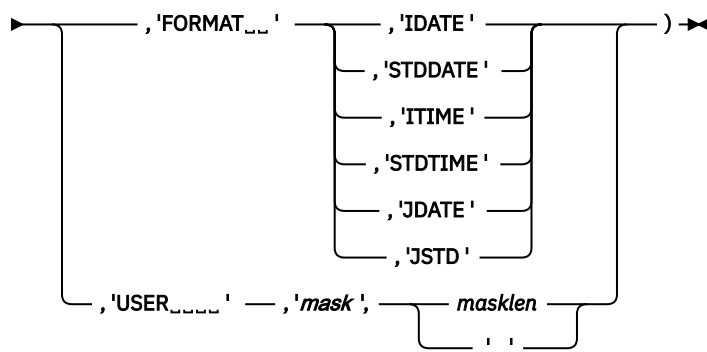 ,'FORMAT␣␣' ,'IDATE' )
,'STDDATE'
,'ITIME'
,'STDTIME'
,'JDATE'
,'JSTD'
,'USER␣␣␣␣' ,'mask', masklen
' '